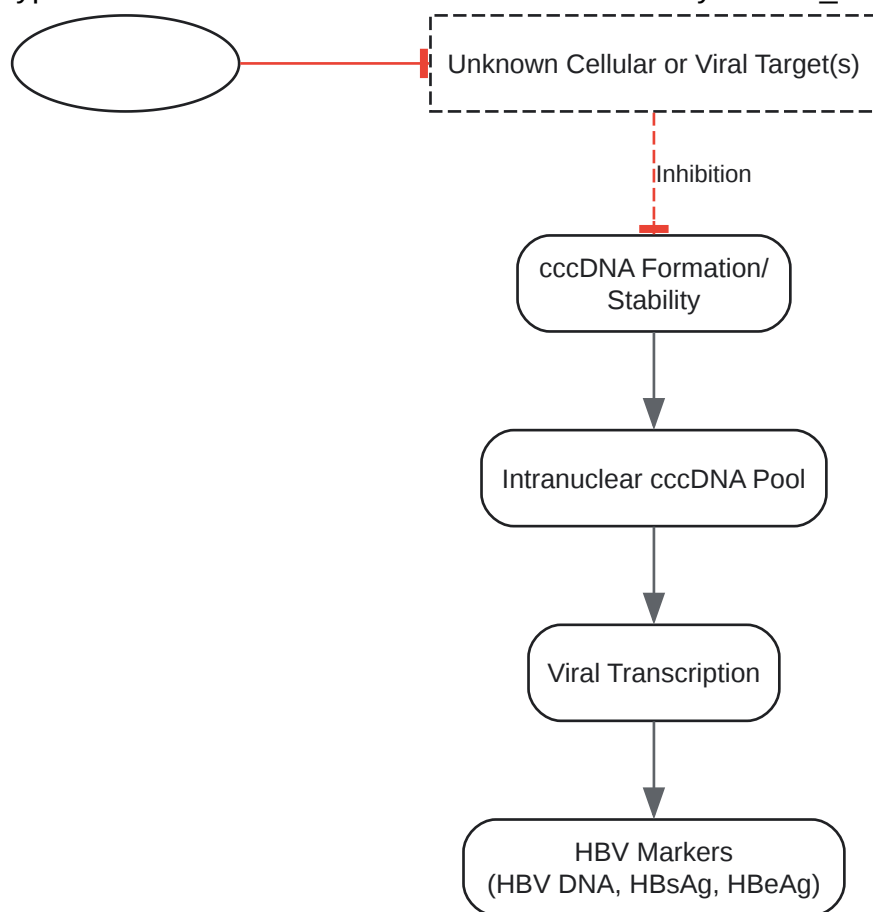 Unknown Cellular or Viral Target(s)
Inhibition
cccDNA Formation/
Stability
Intranuclear cccDNA Pool
Viral Transcription
HBV Markers
(HBV DNA, HBsAg, HBeAg)